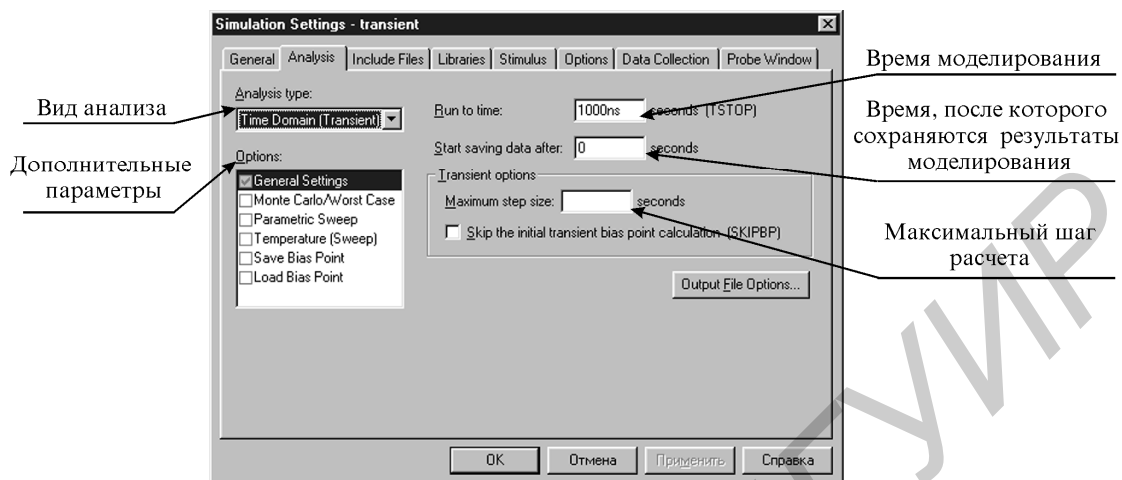 Simulation Settings - transient
General Analysis Include Files Libraries Stimulus Options Data Collection Probe Window
Время моделирования
Вид анализа
Analysis type:
Time Domain (Transient)
Run to time: 1000ns seconds (TSTOP)
Start saving data after: 0 seconds
Время, после которого
сохраняются результаты
моделирования
Дополнительные
параметры
Options:
General Settings
Monte Carlo/Worst Case
Parametric Sweep
Temperature (Sweep)
Save Bias Point
Load Bias Point
Transient options
Maximum step size: seconds
Skip the initial transient bias point calculation (SKIPBP)
Максимальный шаг
расчета
Output File Options...
OK Отмена Применить Справка
ГУИР